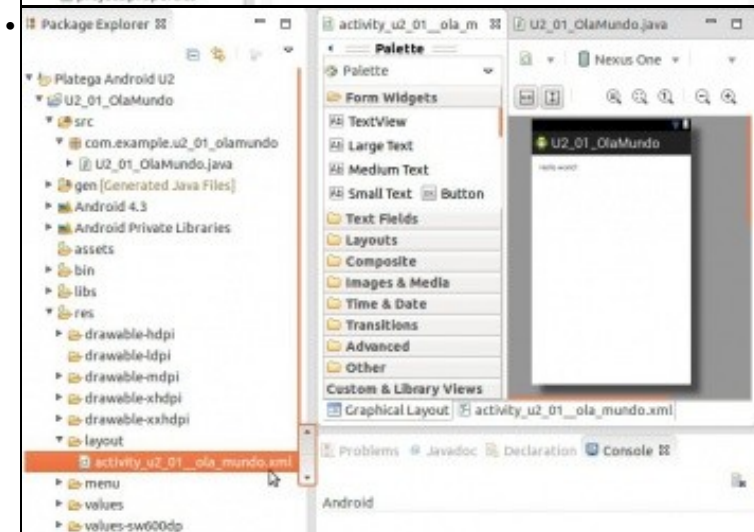 Package Explorer
Platega Android U2
U2_01_OlaMundo
src
com.example.u2_01_olamundo
U2_01_OlaMundo.java
gen [Generated Java Files]
Android 4.3
Android Private Libraries
assets
bin
libs
res
drawable-hdpi
drawable-ldpi
drawable-mdpi
drawable-xhdpi
drawable-xxhdpi
layout
activity_u2_01__ola_mundo.xml
menu
values
values-sw600dp
activity_u2_01__ola_m
U2_01_OlaMundo.java
Palette
Palette
Form Widgets
TextView
Large Text
Medium Text
Small Text Button
Text Fields
Layouts
Composite
Images & Media
Time & Date
Transitions
Advanced
Other
Custom & Library Views
Nexus One
U2_01_OlaMundo
Hello world!
Graphical Layout activity_u2_01__ola_mundo.xml
Problems Javadoc Declaration Console
Android